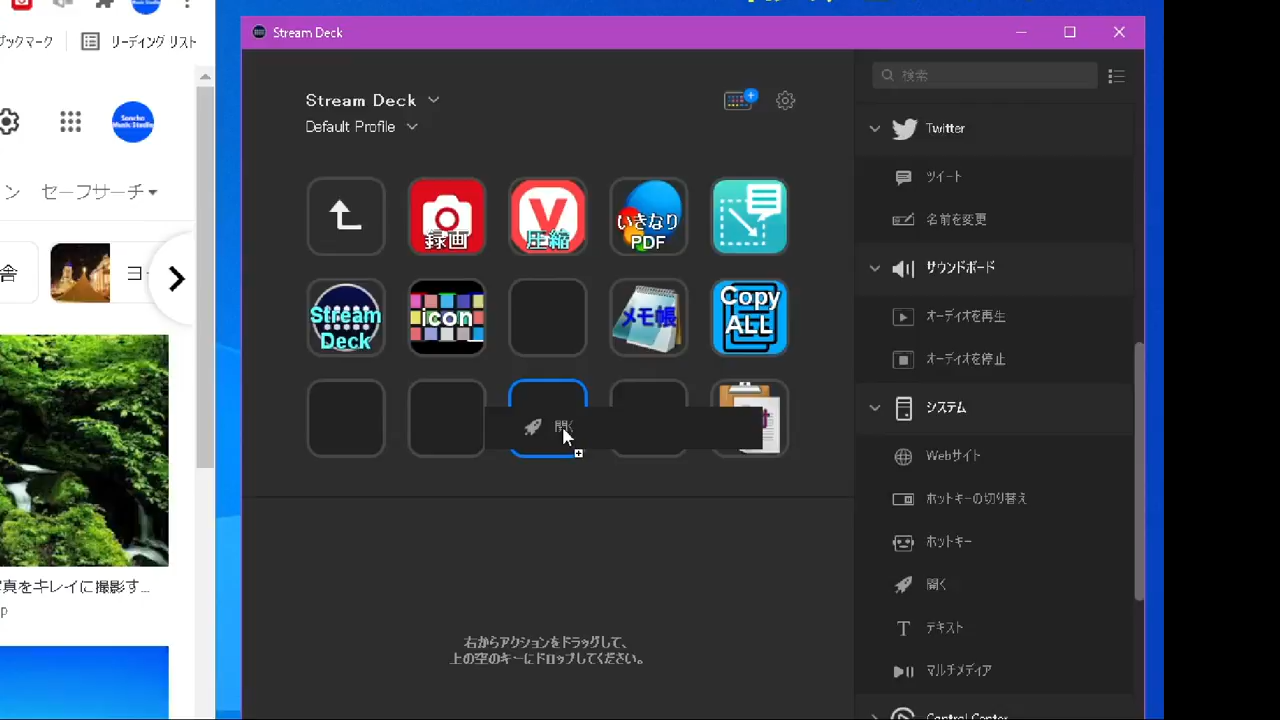 ブックマーク
リーディング リスト
Soncho
Music Studio
セーフサーチ
舎
ヨ
写真をキレイに撮影す...
p
Stream Deck
Stream Deck
Default Profile
録画
圧縮
いきなり
PDF
Stream
Deck
icon
メモ帳
Copy
ALL
開く
右からアクションをドラッグして、
上の空のキーにドロップしてください。
検索
Twitter
ツイート
名前を変更
サウンドボード
オーディオを再生
オーディオを停止
システム
Webサイト
ホットキーの切り替え
ホットキー
開く
テキスト
マルチメディア
Control Center